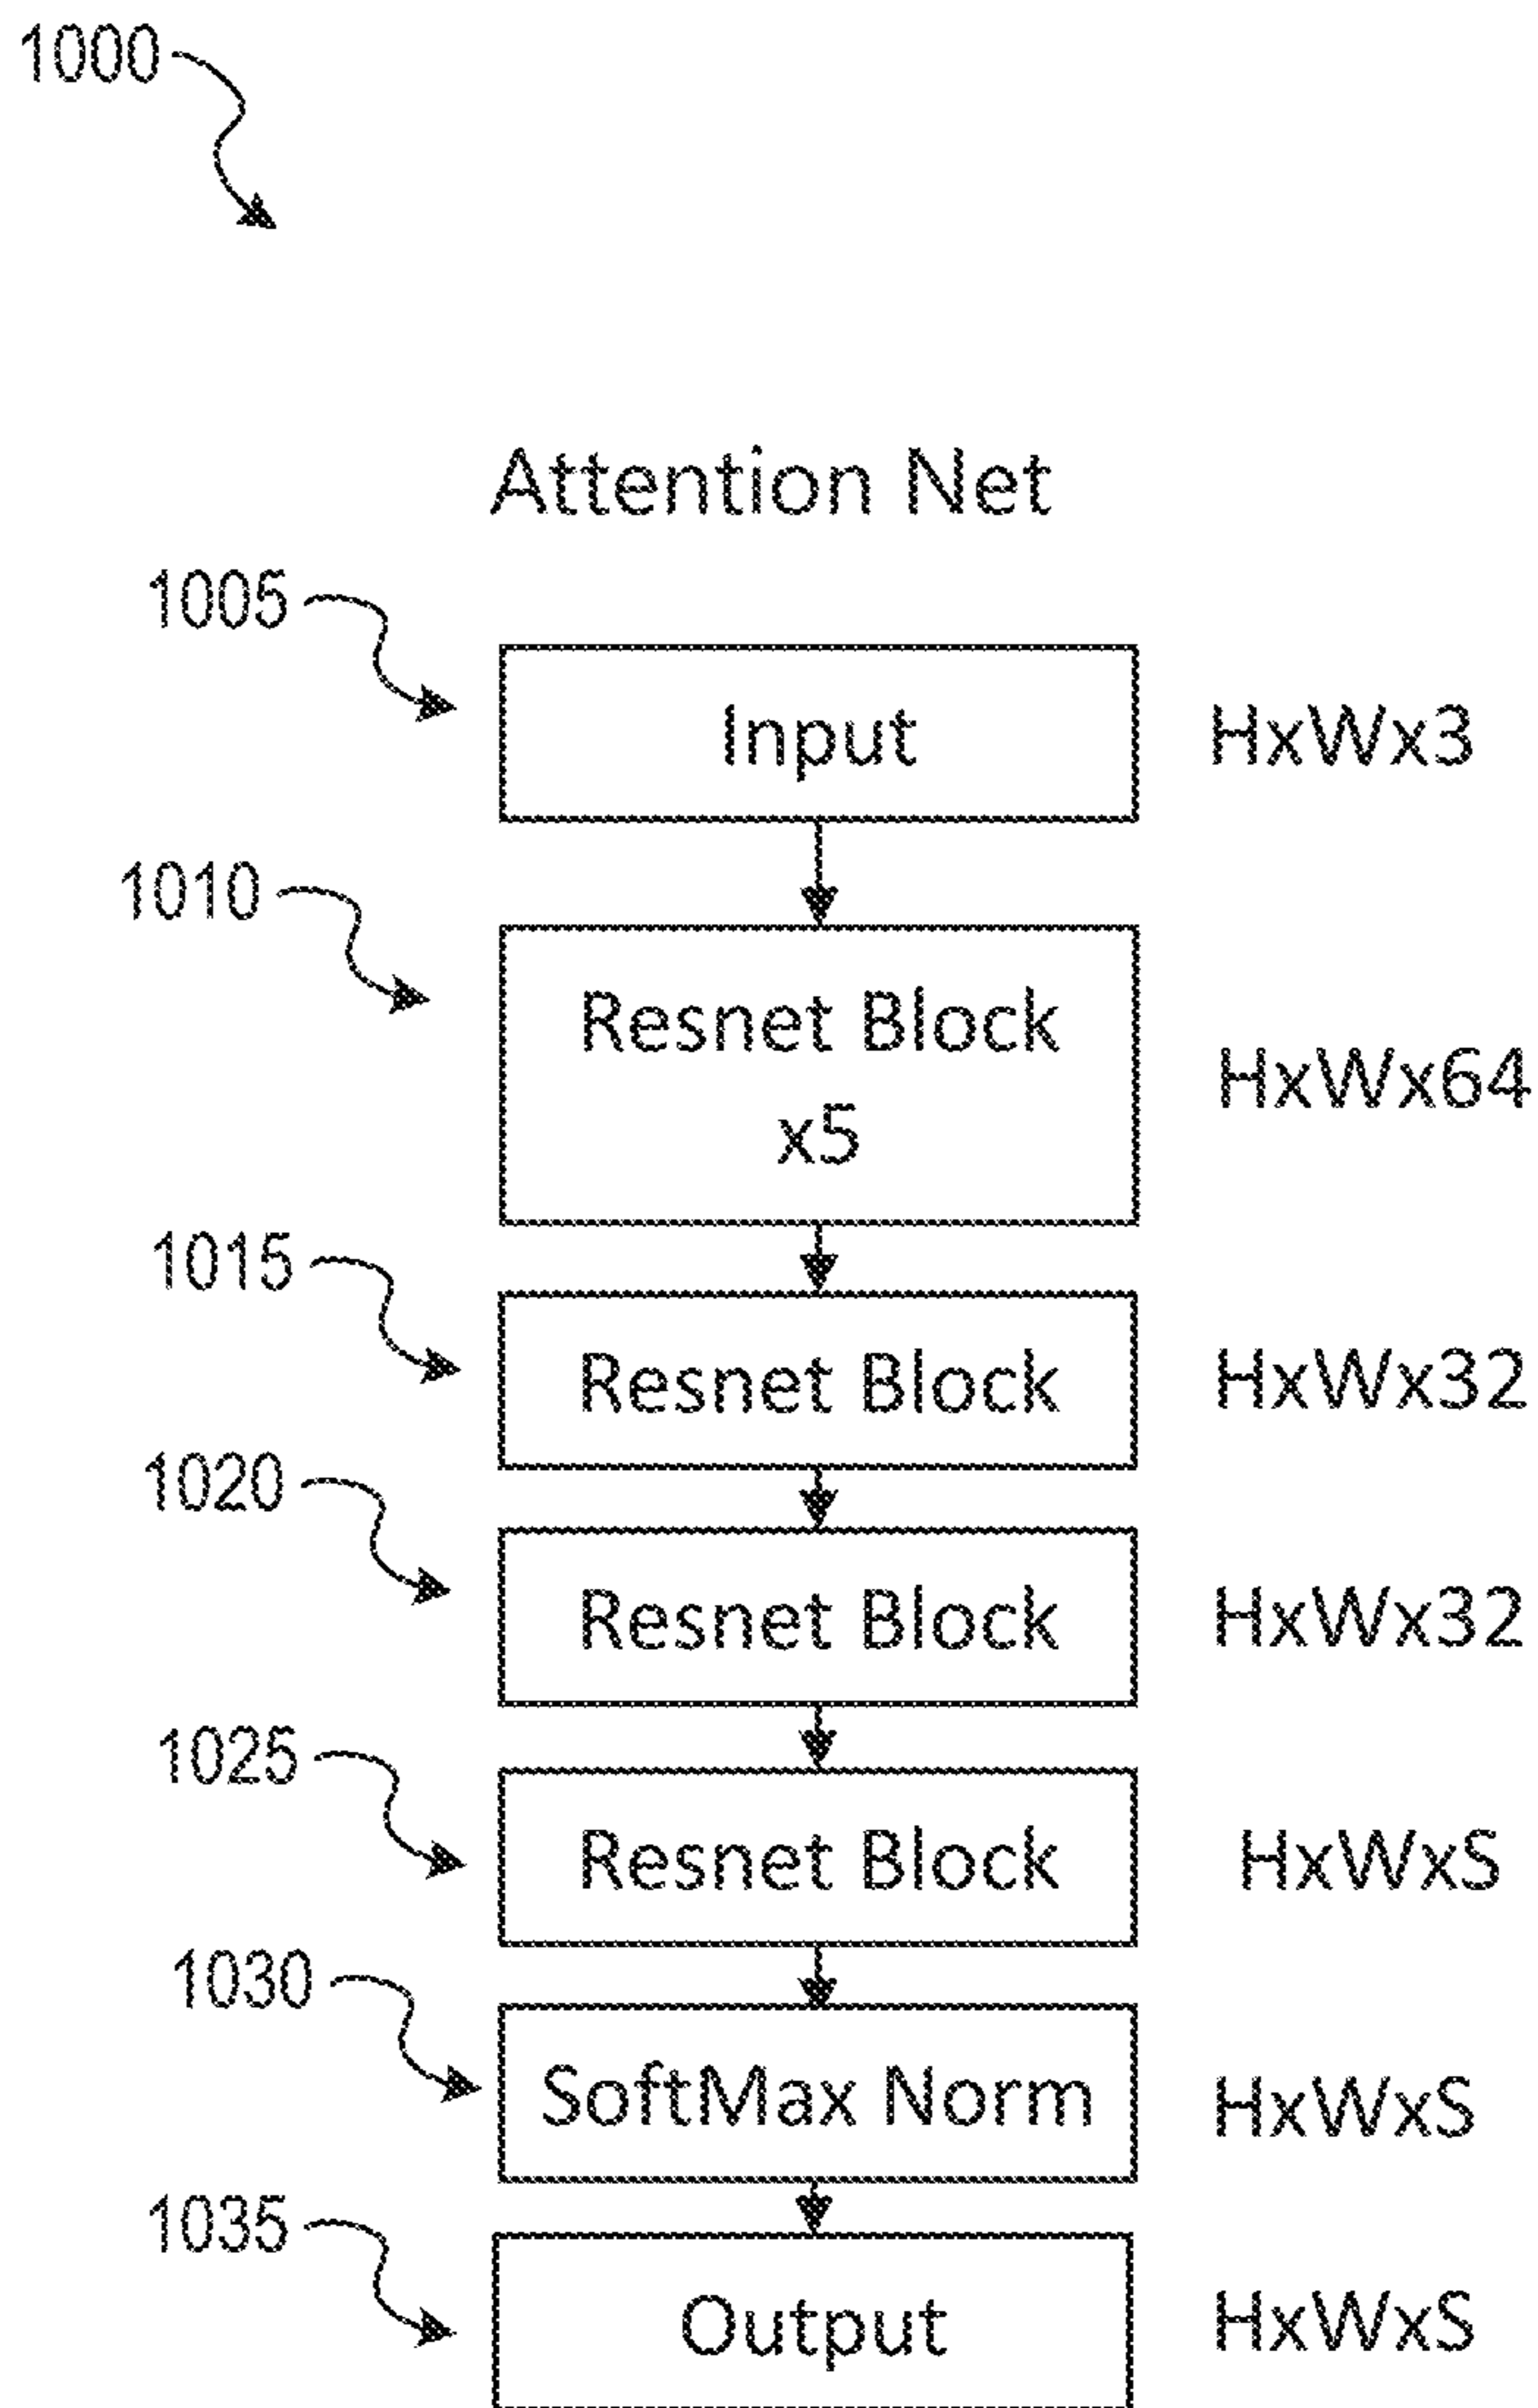 1000
Attention Net
1005
Input
HxWx3
1010
Resnet Block
x5
HxWx64
1015
Resnet Block
HxWx32
1020
Resnet Block
HxWx32
1025
Resnet Block
HxWxS
1030
SoftMax Norm
HxWxS
1035
Output
HxWxS